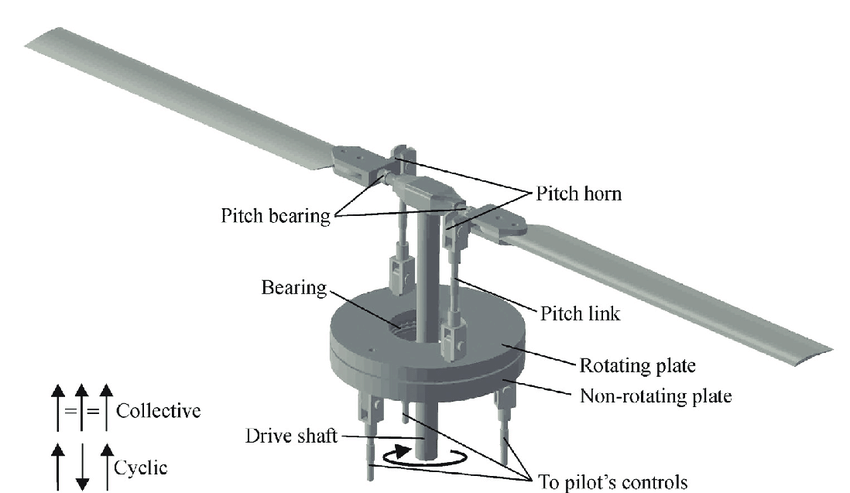 Pitch horn
Pitch bearing
Bearing
Pitch link
Rotating plate
Non-rotating plate
= = Collective
Drive shaft
Cyclic
To pilot's controls